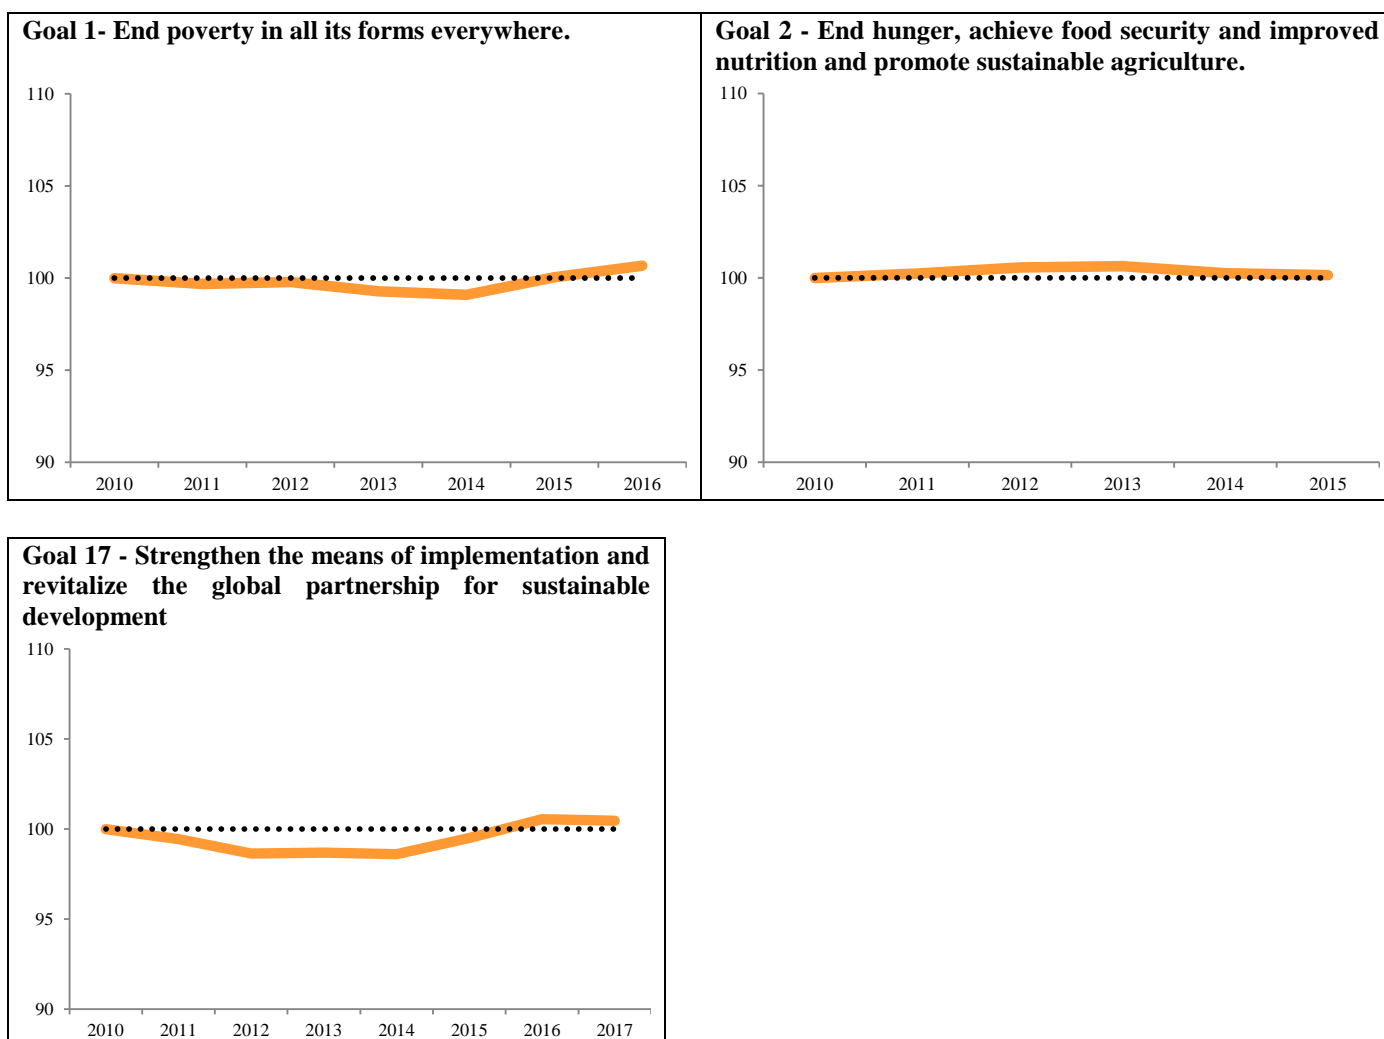 Goal 1- End poverty in all its forms everywhere.
110
105
100
95
90
2010 2011 2012 2013 2014 2015 2016
Goal 2 - End hunger, achieve food security and improved
nutrition and promote sustainable agriculture.
110
105
100
95
90
2010 2011 2012 2013 2014 2015
Goal 17 - Strengthen the means of implementation and
revitalize the global partnership for sustainable
development
110
105
100
95
90
2010 2011 2012 2013 2014 2015 2016 2017